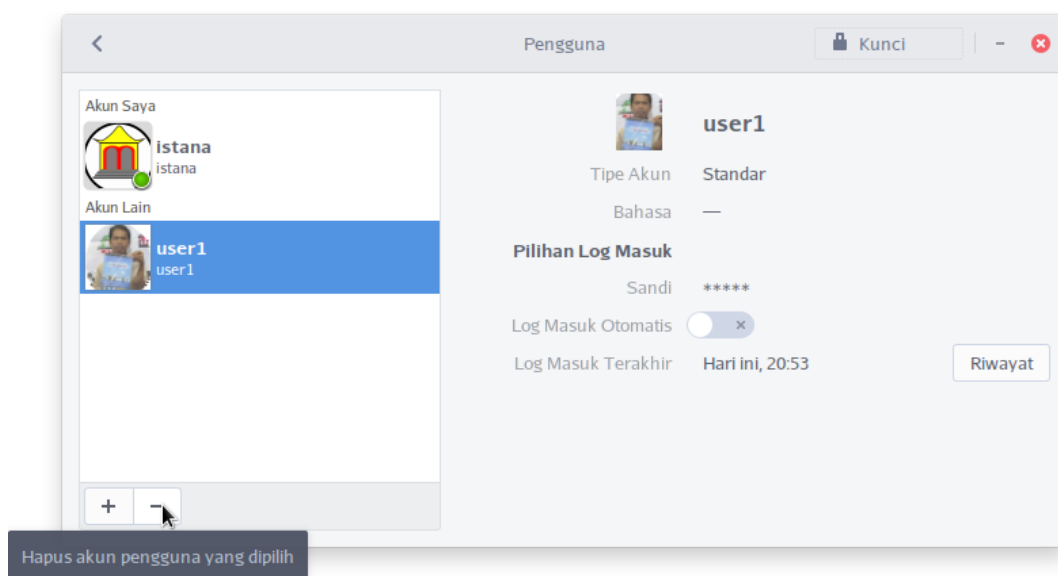 Pengguna
Kunci
Akun Saya
istana
istana
Akun Lain
user1
user1
user1
Tipe Akun Standar
Bahasa —
Pilihan Log Masuk
Sandi *****
Log Masuk Otomatis
Log Masuk Terakhir Hari ini, 20:53 Riwayat
Hapus akun pengguna yang dipilih